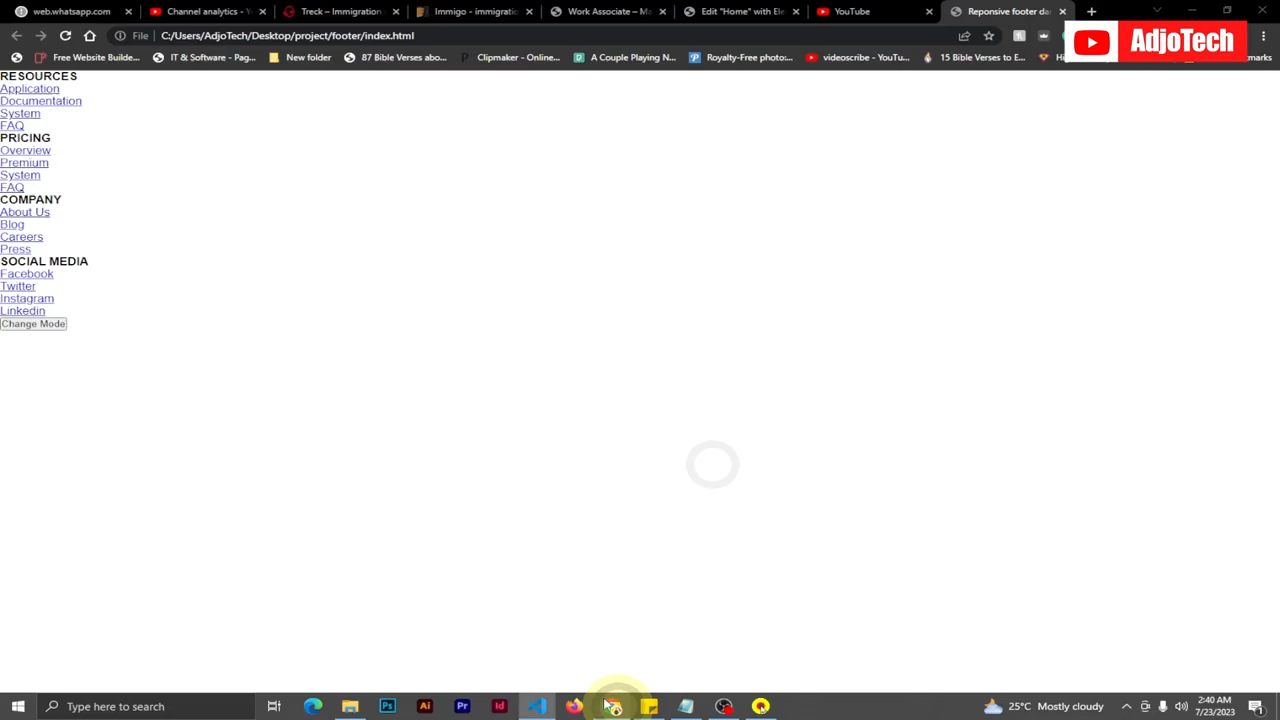 web.whatsapp.com
Channel analytics - 
Treck – Immigration
Immigo - immigratio
Work Associate – M
Edit "Home" with Ele
YouTube
Reponsive footer da
File
C:/Users/AdjoTech/Desktop/project/footer/index.html
AdjoTech
Free Website Builde...
IT & Software - Pag...
New folder
87 Bible Verses abo...
Clipmaker - Online...
A Couple Playing N...
Royalty-Free photo:...
videoscribe - YouTu...
15 Bible Verses to E...
RESOURCES
Application
Documentation
System
FAQ
PRICING
Overview
Premium
System
FAQ
COMPANY
About Us
Blog
Careers
Press
SOCIAL MEDIA
Facebook
Twitter
Instagram
Linkedin
Change Mode
Type here to search
25°C Mostly cloudy
2:40 AM
7/23/2023